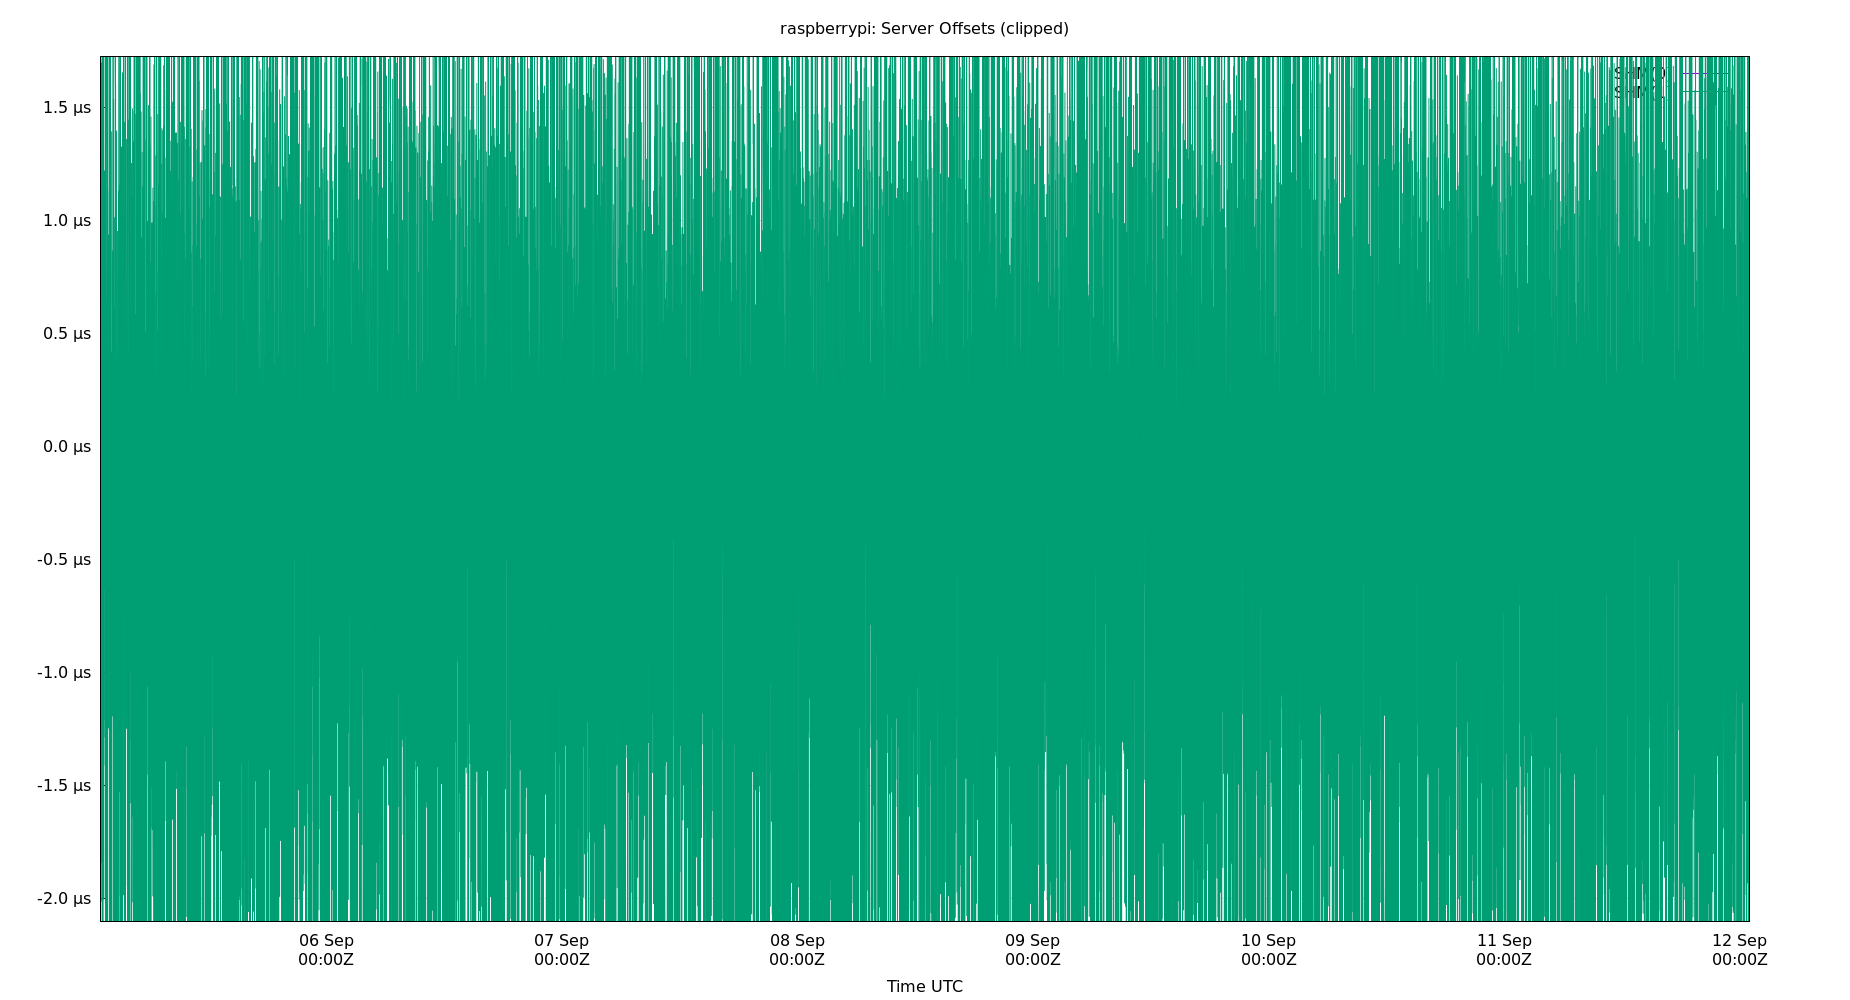 raspberrypi: Server Offsets (clipped)
1.5 µs
1.0 µs
0.5 µs
0.0 µs
-0.5 µs
-1.0 µs
-1.5 µs
-2.0 µs
06 Sep 07 Sep 08 Sep 09 Sep 10 Sep 11 Sep 12 Sep
00:00Z 00:00Z 00:00Z 00:00Z 00:00Z 00:00Z 00:00Z
Time UTC